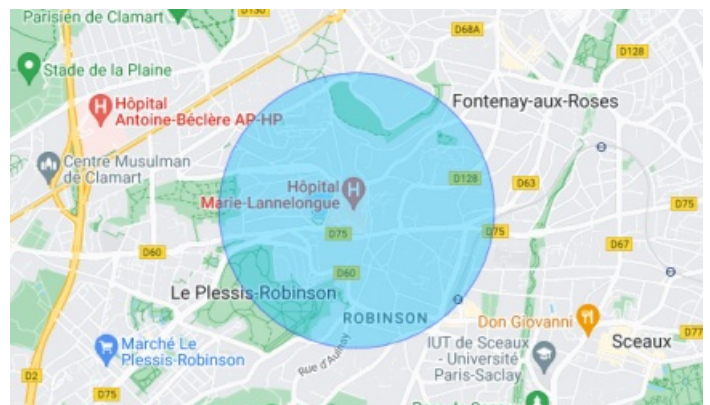 Parisien de Clamart
D68A
D128
Stade de la Plaine
Hôpital
Antoine-Béclère AP-HP
Fontenay-aux-Roses
Centre Musulman
de Clamart
Hôpital
Marie-Lannelongue
D128
D63
D75
D75
D75
D67
D60
D60
Le Plessis-Robinson
ROBINSON
Don Giovanni
Sceaux
D77
Marché Le
Plessis-Robinson
Rue d'Aulnay
IUT de Sceaux
- Université
Paris-Saclay
D2
D75